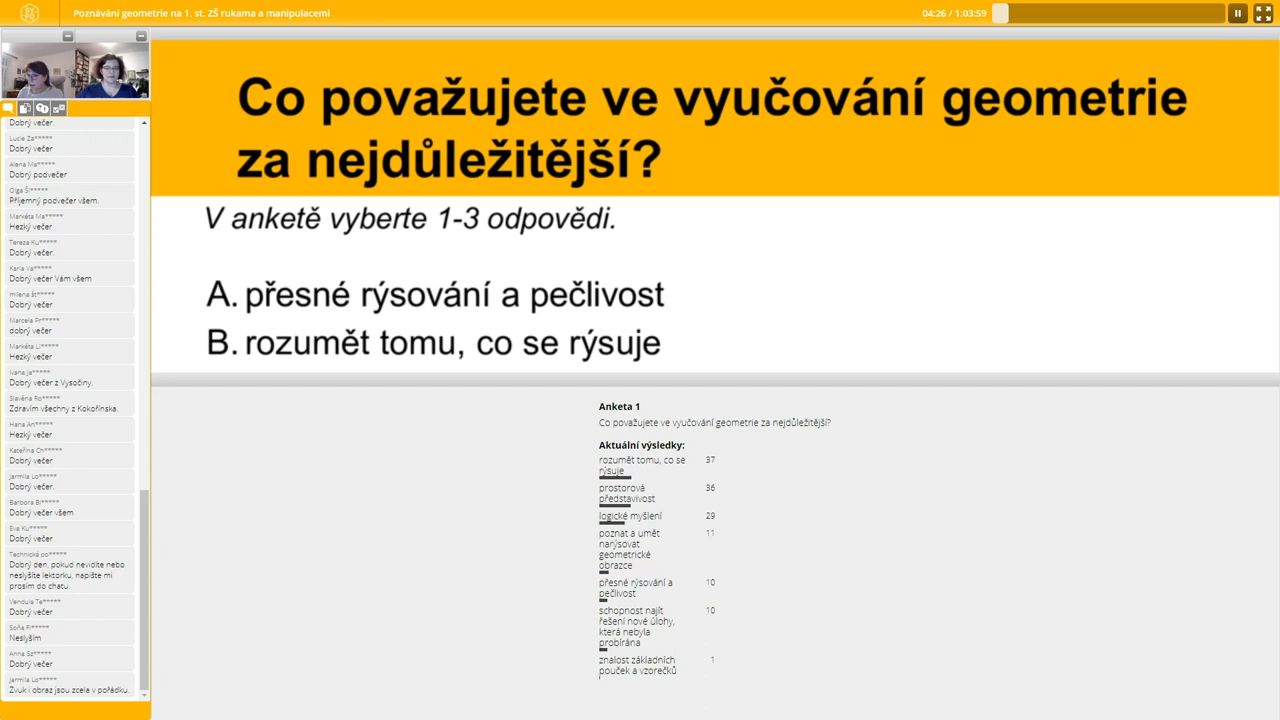 Poznávání geometrie na 1. st. ZŠ rukama a manipulacemi
04:26 / 1:03:59
Dobrý večer.
Lucie Za*****
Dobrý večer
Alena Ma*****
Dobrý podvečer
Olga Ši*****
Příjemný podvečer všem.
Markéta Ma*****
Hezký večer
Tereza Ku*****
Dobrý večer.
Karla Va*****
Dobrý večer Vám všem
milena št*****
Dobrý večer
Marcela Pr*****
dobrý večer
Markéta Li*****
Hezký večer
Ivana Ja*****
Dobrý večer z Vysočiny.
Slavěna Ro*****
Zdravím všechny z Kokořínska.
Hana An*****
Hezký večer
Kateřina Ch*****
Dobrý večer
Jarmila Lo*****
Dobrý večer.
Barbora Bl*****
Dobrý večer všem
Eva Ku*****
Dobrý večer
Technická po*****
Dobrý den, pokud nevidíte nebo
neslyšíte lektorku, napište mi
prosím do chatu.
Vendula Te*****
Dobrý večer
Soňa Fi*****
Neslyším
Anna Sz*****
Dobrý večer
Jarmila Lo*****
Zvuk i obraz jsou zcela v pořádku.
Co považujete ve vyučování geometrie
za nejdůležitější?
V anketě vyberte 1-3 odpovědi.
A. přesné rýsování a pečlivost
B. rozumět tomu, co se rýsuje
Anketa 1
Co považujete ve vyučování geometrie za nejdůležitější?
Aktuální výsledky:
rozumět tomu, co se 37
rýsuje
prostorová 36
představivost
logické myšlení 29
poznat a umět 11
narýsovat
geometrické
obrazce
přesné rýsování a 10
pečlivost
schopnost najít 10
řešení nové úlohy,
která nebyla
probírána
znalost základních 1
pouček a vzorečků